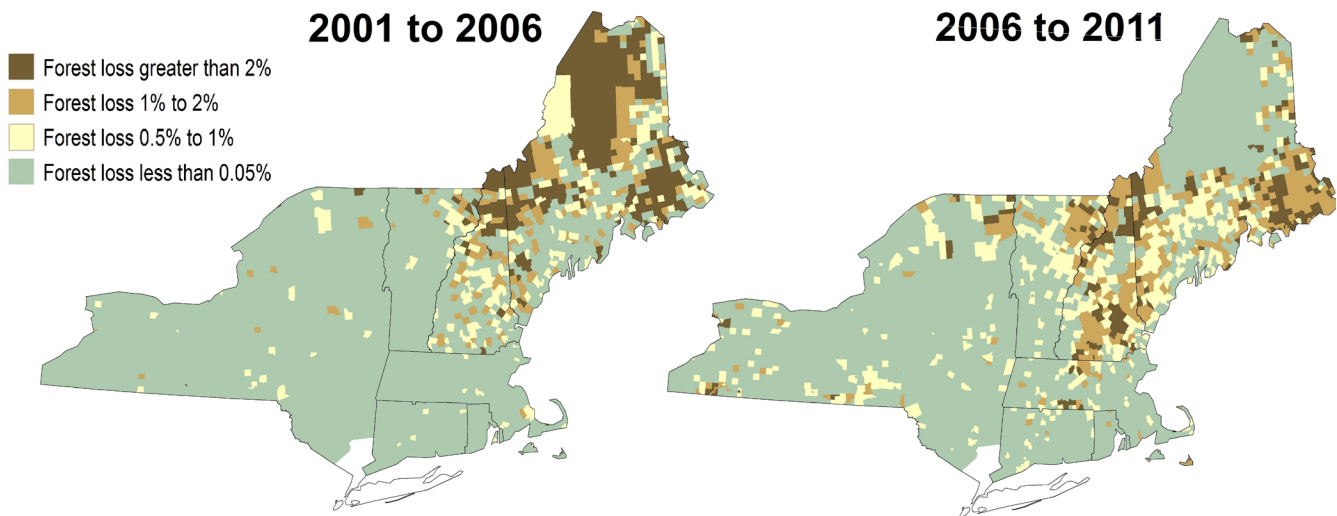 2001 to 2006
2006 to 2011
Forest loss greater than 2%
Forest loss 1% to 2%
Forest loss 0.5% to 1%
Forest loss less than 0.05%